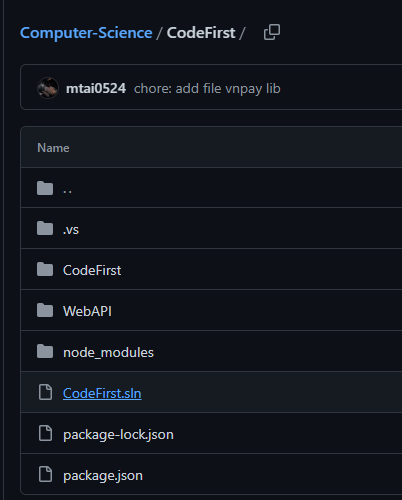 Computer-Science / CodeFirst /
mtai0524 chore: add file vnpay lib
Name
..
.vs
CodeFirst
WebAPI
node_modules
CodeFirst.sln
package-lock.json
package.json